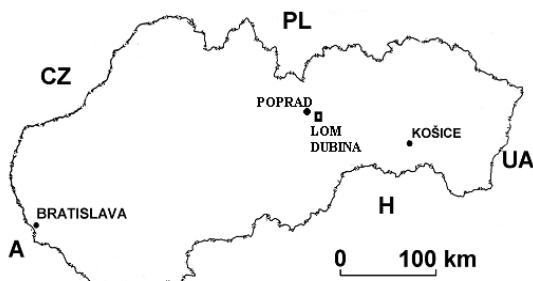 PL
CZ
POPRAD
LOM
DUBINA
KOŠICE
UA
H
BRATISLAVA
A
0 100 km